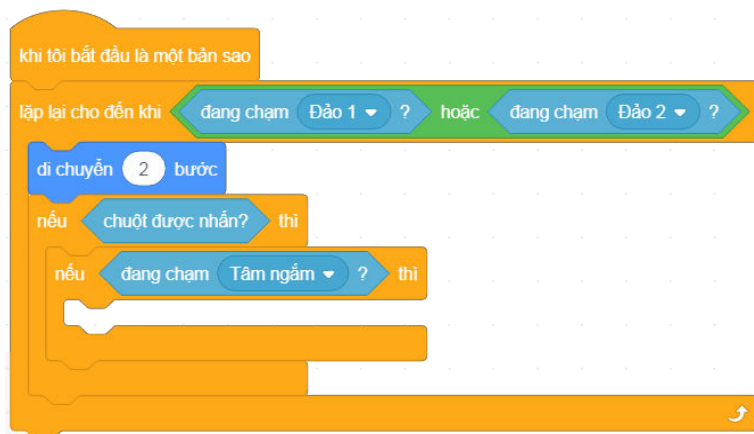 khi tôi bắt đầu là một bản sao
lặp lại cho đến khi đang chạm Đảo 1 ? hoặc đang chạm Đảo 2 ?
di chuyển 2 bước
nếu chuột được nhấn? thì
nếu đang chạm Tâm ngắm ? thì